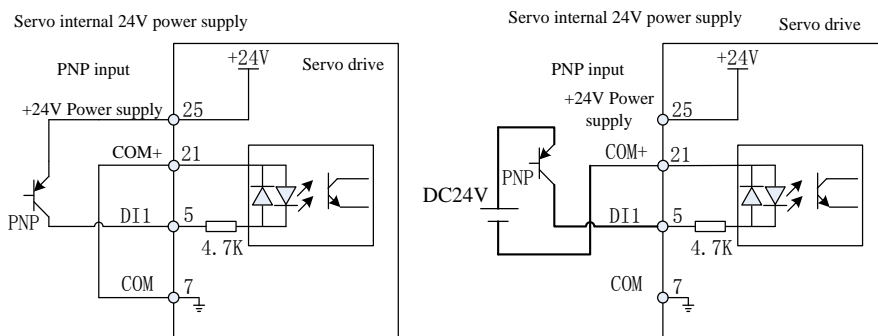 Servo internal 24V power supply
+24V
PNP input
Servo drive
+24V Power supply
25
COM+
21
PNP
DI1
5
4.7K
COM
7
Servo internal 24V power supply
Servo drive
+24V
PNP input
+24V Power
supply
25
COM+
21
PNP
DC24V
DI1
5
4.7K
COM
7